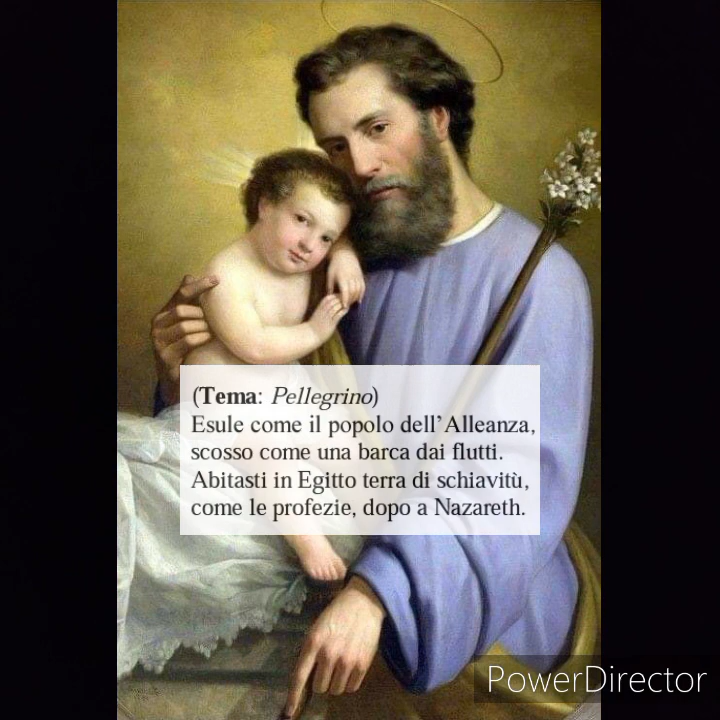 (Tema: Pellegrino)
Esule come il popolo dell’Alleanza,
scosso come una barca dai flutti.
Abitasti in Egitto terra di schiavitù,
come le profezie, dopo a Nazareth.
PowerDirector